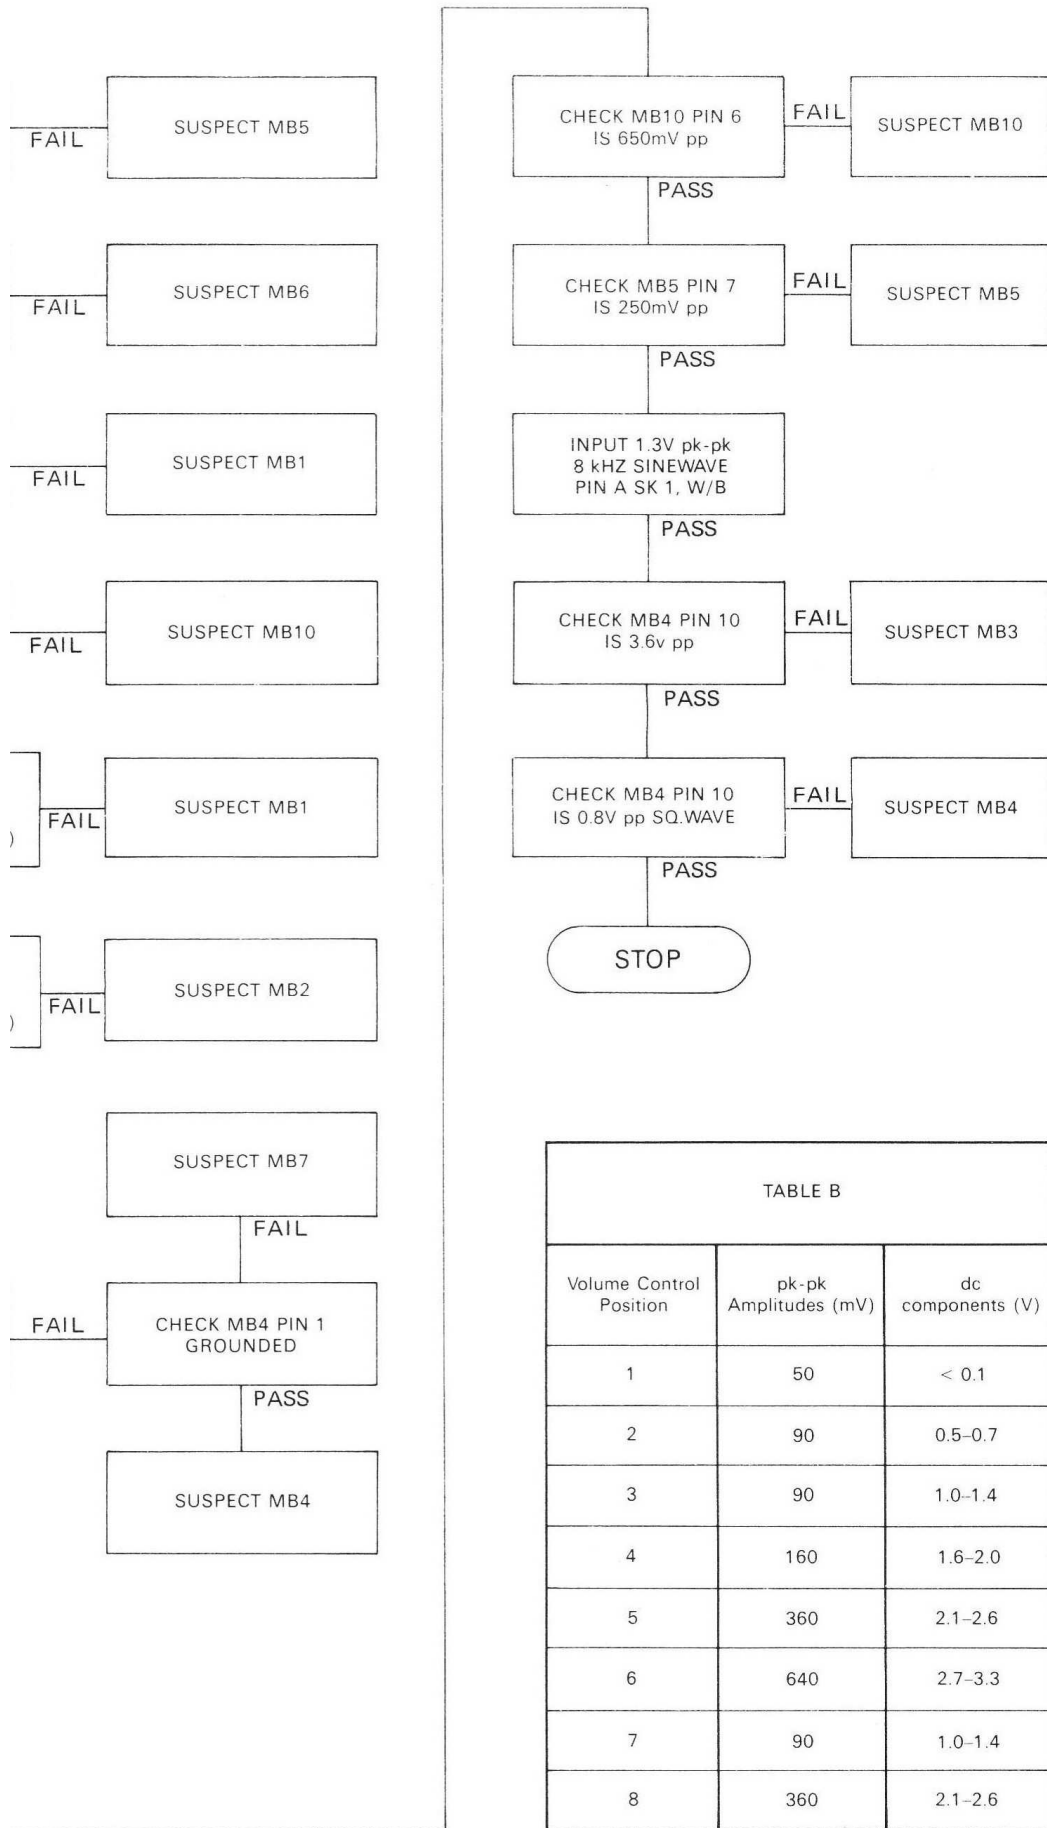 FAIL
SUSPECT MB5
FAIL
SUSPECT MB6
FAIL
SUSPECT MB1
FAIL
SUSPECT MB10
)
FAIL
SUSPECT MB1
)
FAIL
SUSPECT MB2
SUSPECT MB7
FAIL
FAIL
CHECK MB4 PIN 1
GROUNDED
PASS
SUSPECT MB4
CHECK MB10 PIN 6
IS 650mV pp
FAIL
SUSPECT MB10
PASS
CHECK MB5 PIN 7
IS 250mV pp
FAIL
SUSPECT MB5
PASS
INPUT 1.3V pk-pk
8 kHZ SINEWAVE
PIN A SK 1, W/B
PASS
CHECK MB4 PIN 10
IS 3.6v pp
FAIL
SUSPECT MB3
PASS
CHECK MB4 PIN 10
IS 0.8V pp SQ.WAVE
FAIL
SUSPECT MB4
PASS
STOP
TABLE B
Volume Control
Position
pk-pk
Amplitudes (mV)
dc
components (V)
1 50 < 0.1
2 90 0.5–0.7
3 90 1.0–1.4
4 160 1.6–2.0
5 360 2.1–2.6
6 640 2.7–3.3
7 90 1.0–1.4
8 360 2.1–2.6